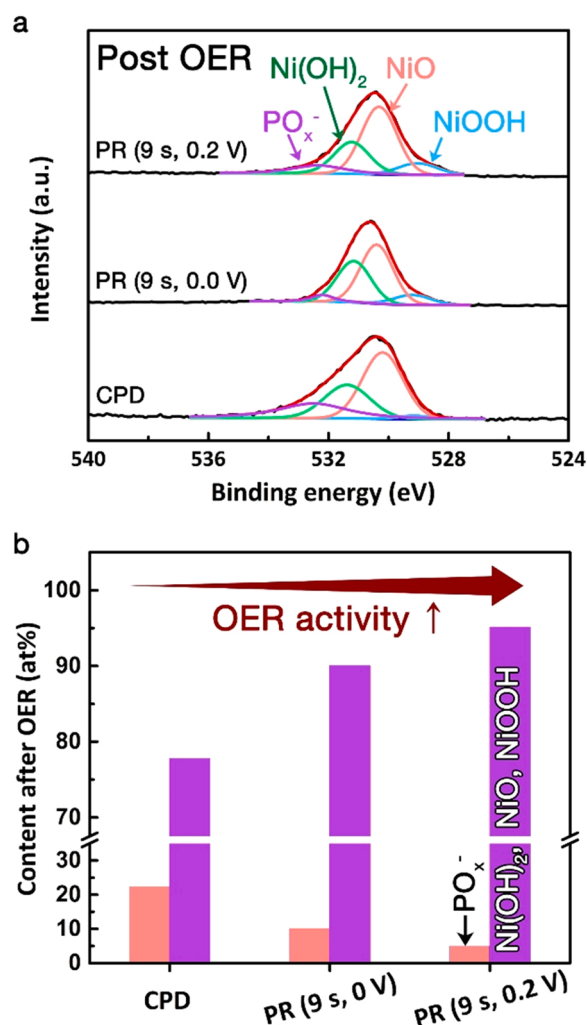 a
Post OER
Ni(OH)₂
NiO
POₓ⁻
NiOOH
PR (9 s, 0.2 V)
PR (9 s, 0.0 V)
CPD
Intensity (a.u.)
540 536 532 528 524
Binding energy (eV)
b
100
90
80
70
30
20
10
0
Content after OER (at%)
OER activity ↑
POₓ⁻
Ni(OH)₂, NiO, NiOOH
CPD
PR (9 s, 0 V)
PR (9 s, 0.2 V)